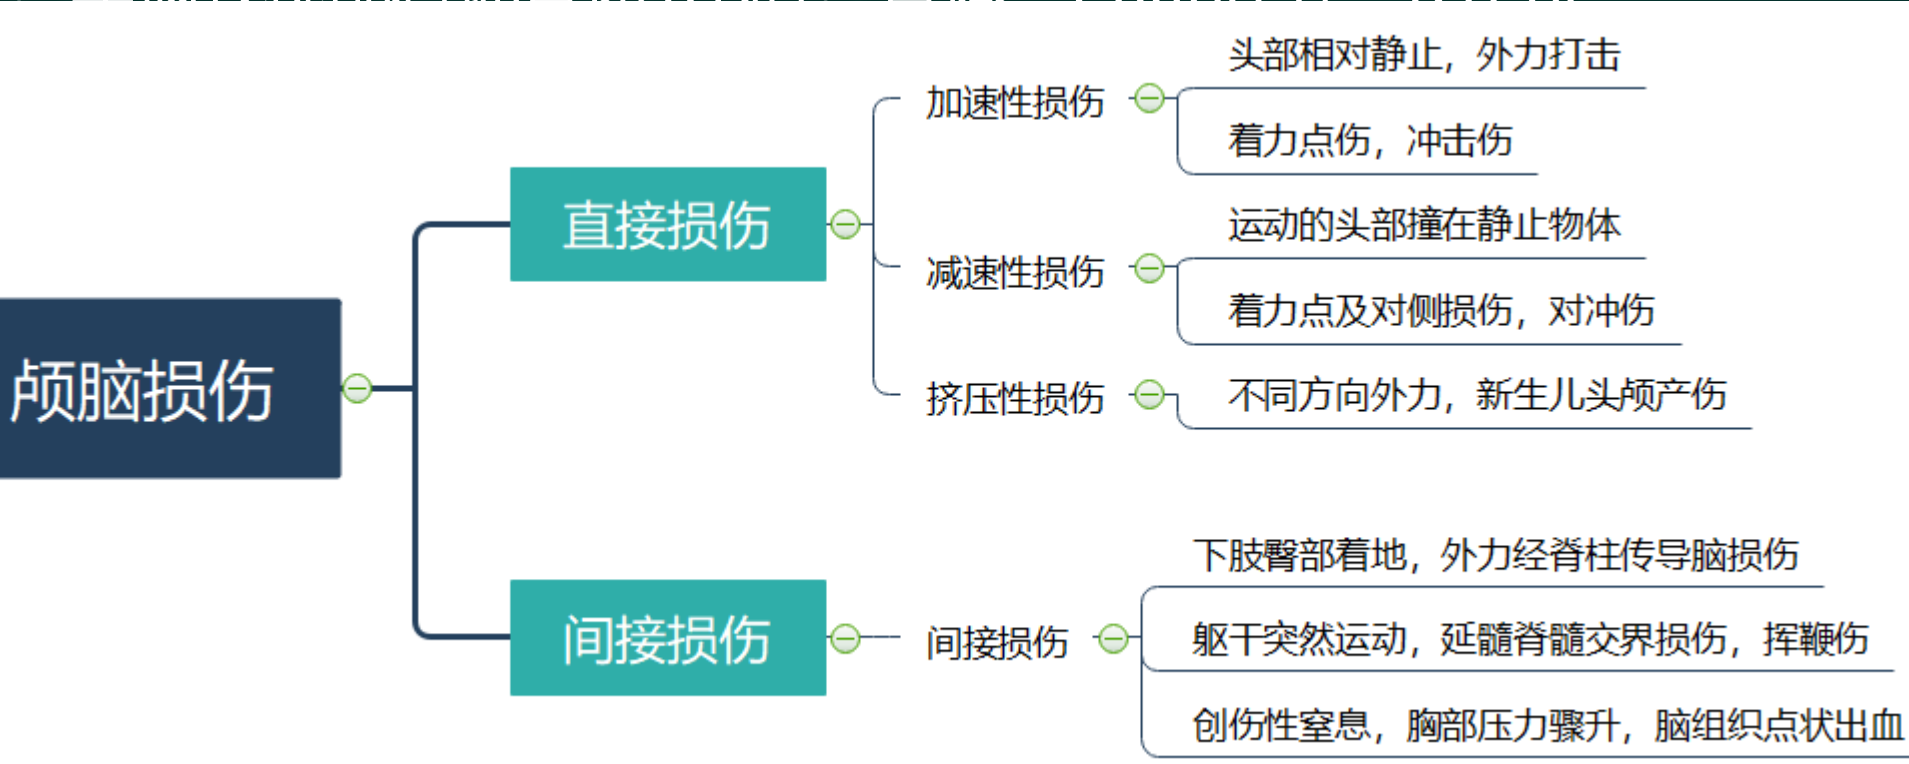 颅脑损伤
直接损伤
加速性损伤
头部相对静止，外力打击
着力点伤，冲击伤
减速性损伤
运动的头部撞在静止物体
着力点及对侧损伤，对冲伤
挤压性损伤
不同方向外力，新生儿头颅产伤
间接损伤
间接损伤
下肢臀部着地，外力经脊柱传导脑损伤
躯干突然运动，延髓脊髓交界损伤，挥鞭伤
创伤性窒息，胸部压力骤升，脑组织点状出血